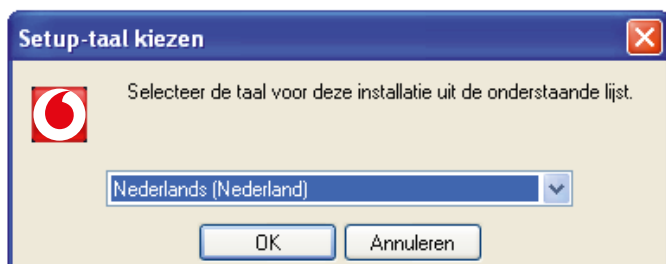 Setup-taal kiezen
Selecteer de taal voor deze installatie uit de onderstaande lijst.
Nederlands (Nederland)
OK
Annuleren